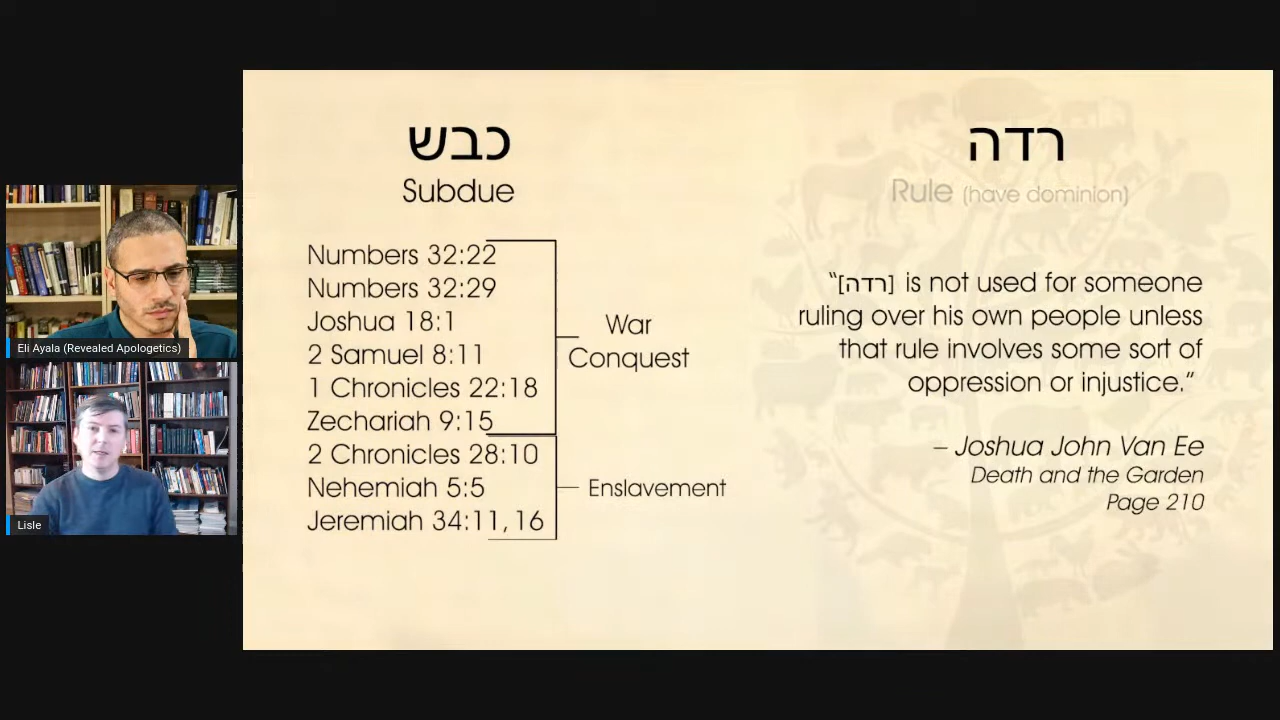 כבש
Subdue
Numbers 32:22
Numbers 32:29
Joshua 18:1
2 Samuel 8:11
1 Chronicles 22:18
Zechariah 9:15
2 Chronicles 28:10
Nehemiah 5:5
Jeremiah 34:11, 16
War
Conquest
Enslavement
רדה
Rule (have dominion)
“[רדה] is not used for someone
ruling over his own people unless
that rule involves some sort of
oppression or injustice.”
– Joshua John Van Ee
Death and the Garden
Page 210
Eli Ayala (Revealed Apologetics)
Lisle